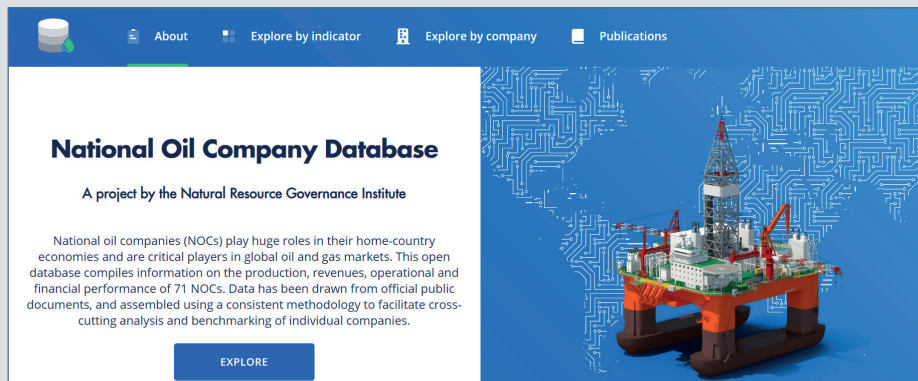 About
Explore by indicator
Explore by company
Publications
National Oil Company Database
A project by the Natural Resource Governance Institute
National oil companies (NOCs) play huge roles in their home-country
economies and are critical players in global oil and gas markets. This open
database compiles information on the production, revenues, operational and
financial performance of 71 NOCs. Data has been drawn from official public
documents, and assembled using a consistent methodology to facilitate cross-
cutting analysis and benchmarking of individual companies.
EXPLORE